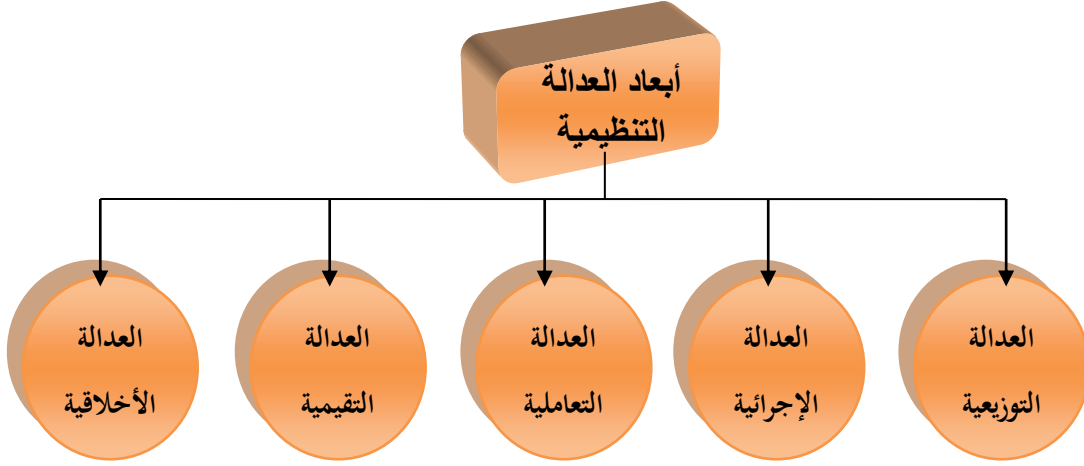 أبعاد العدالة
التنظيمية
العدالة
التوزيعية
العدالة
الإجرائية
العدالة
التعاملية
العدالة
التقيمية
العدالة
الأخلاقية